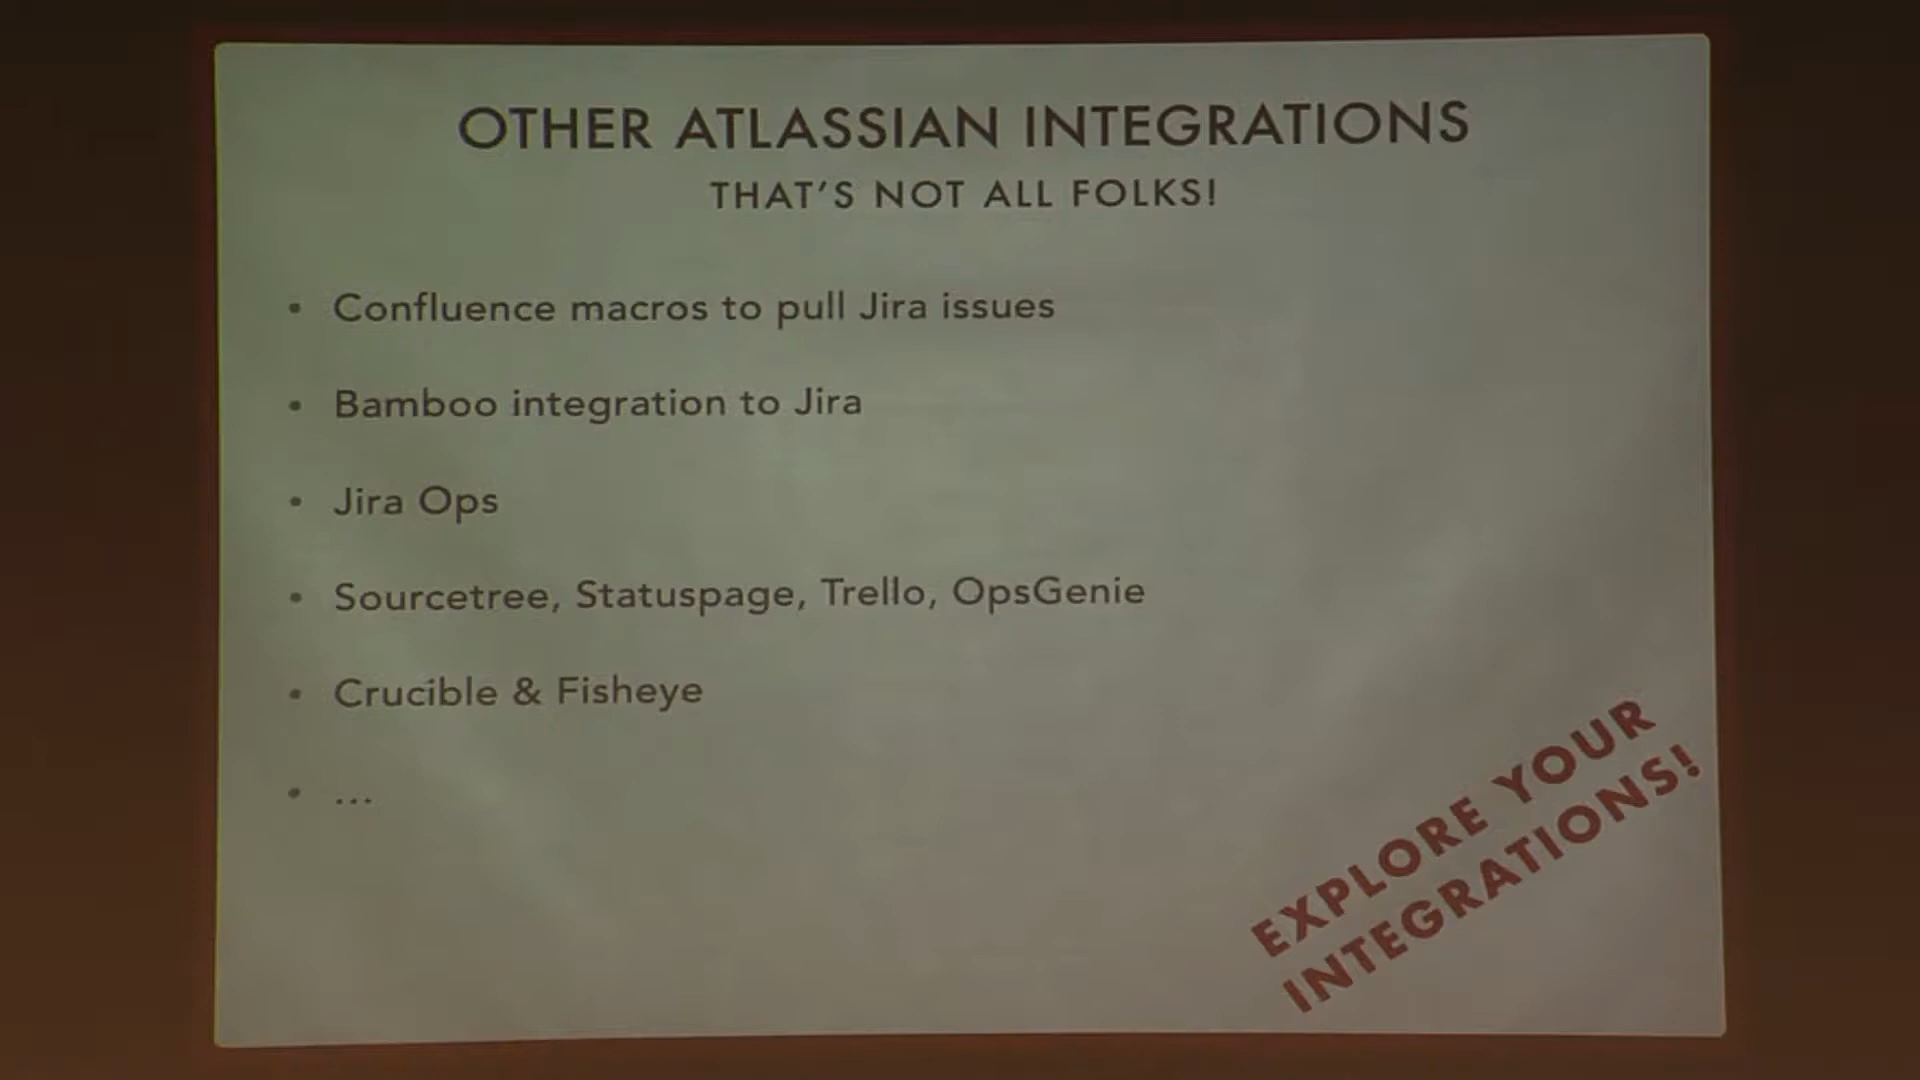 OTHER ATLASSIAN INTEGRATIONS
THAT'S NOT ALL FOLKS!
• Confluence macros to pull Jira issues
• Bamboo integration to Jira
• Jira Ops
• Sourcetree, Statuspage, Trello, OpsGenie
• Crucible & Fisheye
• ...
EXPLORE YOUR
INTEGRATIONS!